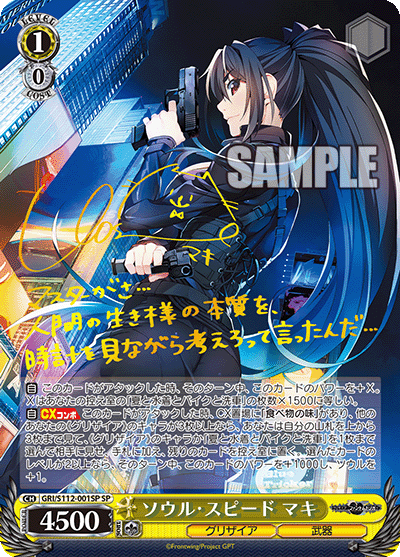 LEVEL
1
0
COST
SAMPLE
マキ
マスターがさ…
人間の生き様の本質を、
時計を見ながら考えろって言ったんだ…
自 このカードがアタックした時、そのターン中、このカードのパワーを+X。
Xはあなたの控え室の「愛と水着とバイクと洗車」の枚数×1500に等しい。
自 CXコンボ このカードがアタックした時、CX置場に「食べ物の味」があり、他の
あなたの《グリザイア》のキャラが3枚以上なら、あなたは自分の山札を上か
ら3枚まで見て、《グリザイア》のキャラか「愛と水着とバイクと洗車」を1枚まで
選んで相手に見せ、手札に加え、残りのカードを控え室に置く。選んだカード
のレベルが2以上なら、そのターン中、このカードのパワーを+1000し、ソウルを
+1。
CH GRI/S112-001SP SP
4500
ソウル・スピード マキ
グリザイア 武器
©Frontwing/Project GPT